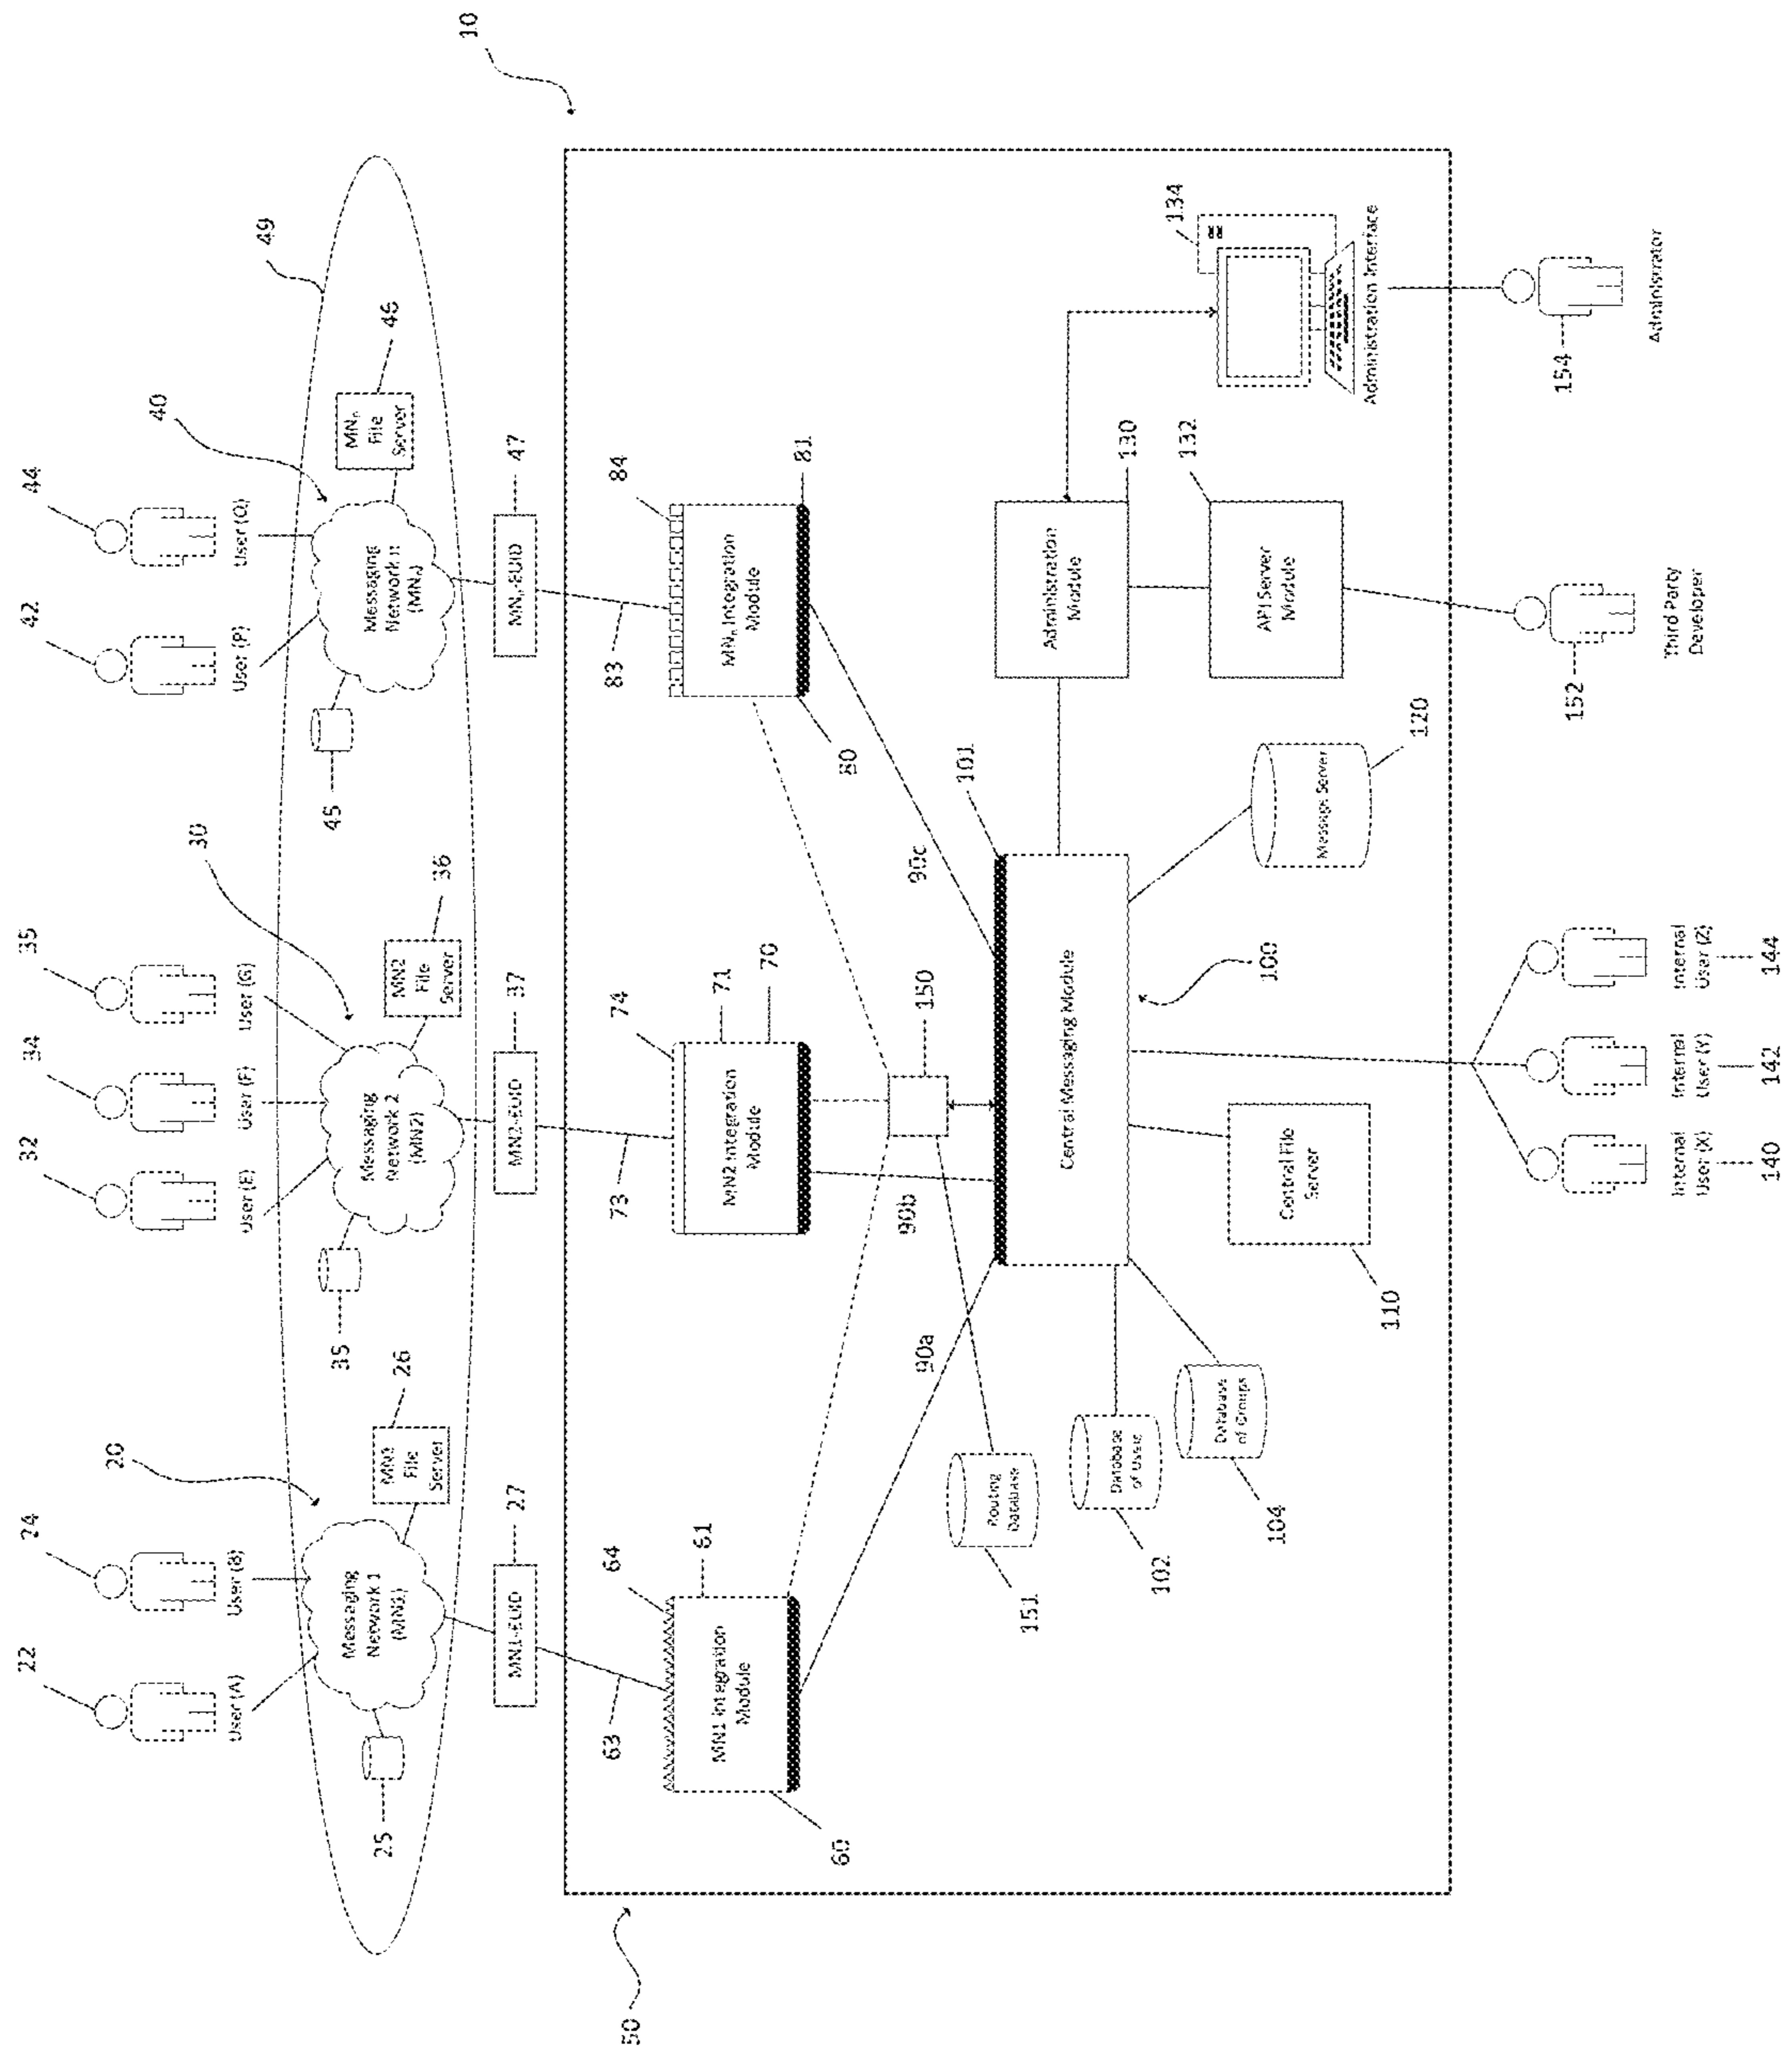 10
22
24
32
34
35
42
44
User (A)
User (B)
User (E)
User (F)
User (G)
User (P)
User (Q)
20
30
40
49
Messaging
Network 1
(MN1)
25
MN1
File
Server
26
Messaging
Network 2
(MN2)
35
MN2
File
Server
36
Messaging
Network n
(MNn)
45
MNn
File
Server
46
MN1-EUID
27
MN2-EUID
37
MNn-EUID
47
50
63
64
73
74
83
84
MN1 Integration
Module
61
60
MN2 Integration
Module
71
70
MNn Integration
Module
81
80
90a
90b
90c
150
101
Routing
Database
151
Central Messaging Module
100
Database
of Users
102
Database
of Groups
104
Central File
Server
110
Message Server
120
Administration
Module
130
API Server
Module
132
134
Administration Interface
Internal
User (X)
140
Internal
User (Y)
142
Internal
User (Z)
144
152
Third Party
Developer
154
Administrator